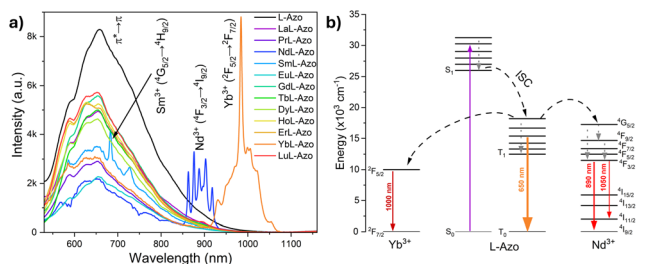 a)
b)
8k
6k
4k
2k
0
Intensity (a.u.)
600 700 800 900 1000 1100
Wavelength (nm)
π*→π
Sm³⁺ (⁴G₅/₂→⁴H₉/₂)
Nd³⁺ (⁴F₃/₂→⁴I₉/₂)
Yb³⁺ (²F₅/₂→²F₇/₂)
L-Azo
LaL-Azo
PrL-Azo
NdL-Azo
SmL-Azo
EuL-Azo
GdL-Azo
TbL-Azo
DyL-Azo
HoL-Azo
ErL-Azo
YbL-Azo
LuL-Azo
35
30
25
20
15
10
5
0
Energy (x10³ cm⁻¹)
S₁
ISC
T₁
S₀
T₀
²F₅/₂
²F₇/₂
1000 nm
650 nm
890 nm
1050 nm
⁴G₅/₂
⁴F₉/₂
⁴F₇/₂
⁴F₅/₂
⁴F₃/₂
⁴I₁₅/₂
⁴I₁₃/₂
⁴I₁₁/₂
⁴I₉/₂
Yb³⁺ L-Azo Nd³⁺